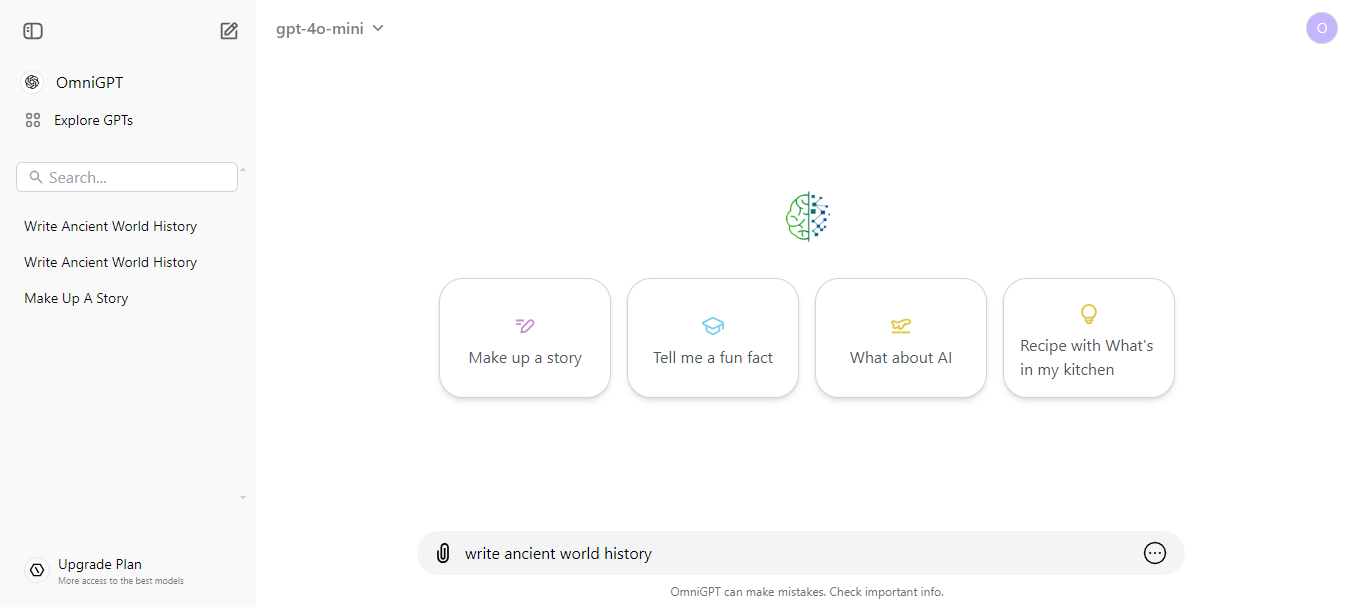 gpt-4o-mini
O
OmniGPT
Explore GPTs
Search...
Write Ancient World History
Write Ancient World History
Make Up A Story
Make up a story
Tell me a fun fact
What about AI
Recipe with What's
in my kitchen
write ancient world history
OmniGPT can make mistakes. Check important info.
Upgrade Plan
More access to the best models